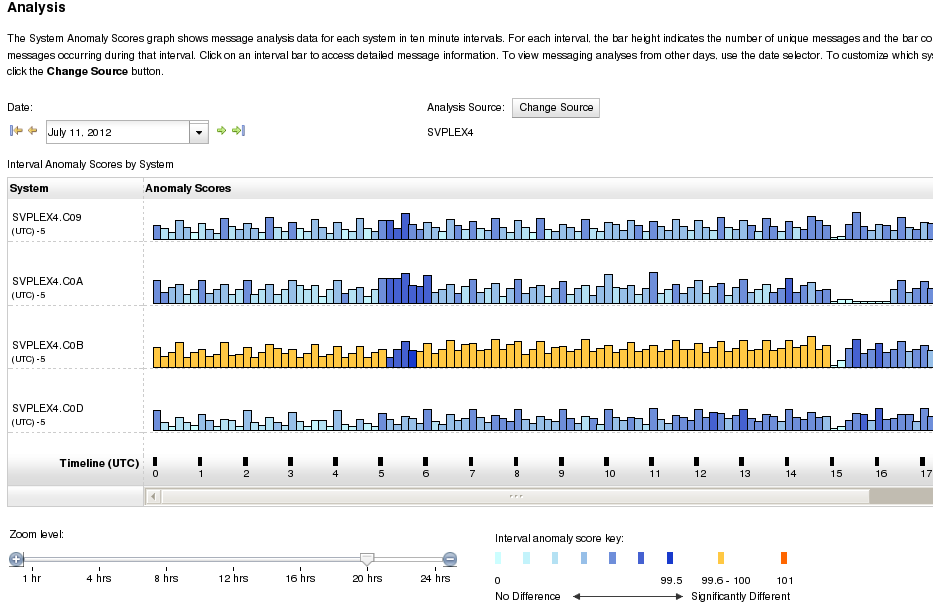 Analysis
The System Anomaly Scores graph shows message analysis data for each system in ten minute intervals. For each interval, the bar height indicates the number of unique messages and the bar co
messages occurring during that interval. Click on an interval bar to access detailed message information. To view messaging analyses from other days, use the date selector. To customize which sys
click the Change Source button.
Date:
Analysis Source: Change Source
July 11, 2012
SVPLEX4
Interval Anomaly Scores by System
System Anomaly Scores
SVPLEX4.C09
(UTC) -5
SVPLEX4.C0A
(UTC) -5
SVPLEX4.C0B
(UTC) -5
SVPLEX4.C0D
(UTC) -5
Timeline (UTC)
0 1 2 3 4 5 6 7 8 9 10 11 12 13 14 15 16 17
Zoom level:
Interval anomaly score key:
1 hr 4 hrs 8 hrs 12 hrs 16 hrs 20 hrs 24 hrs
0 99.5 99.6 - 100 101
No Difference Significantly Different